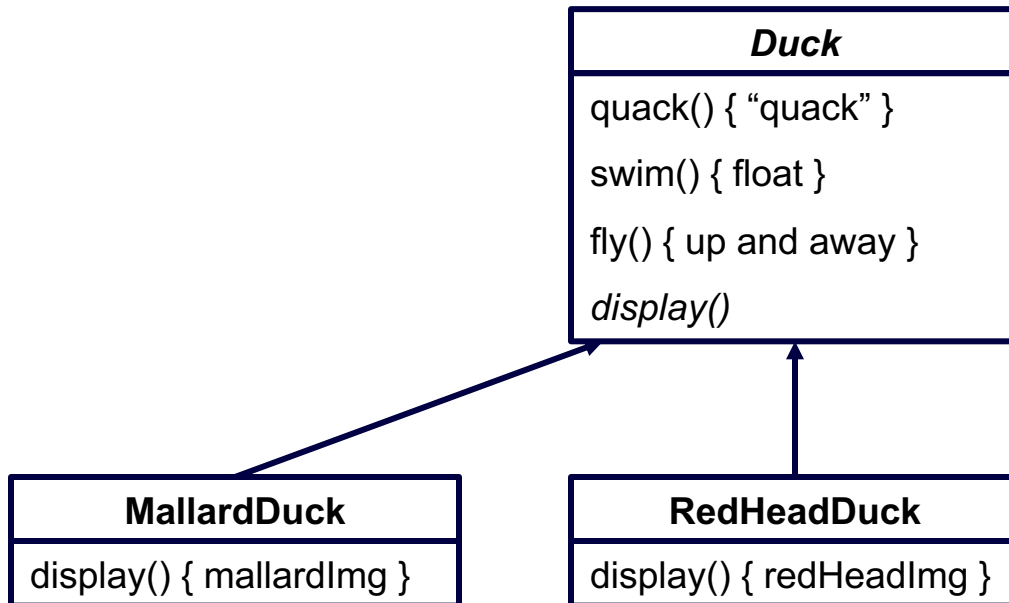 Duck
quack() { “quack” }
swim() { float }
fly() { up and away }
display()
MallardDuck
display() { mallardImg }
RedHeadDuck
display() { redHeadImg }